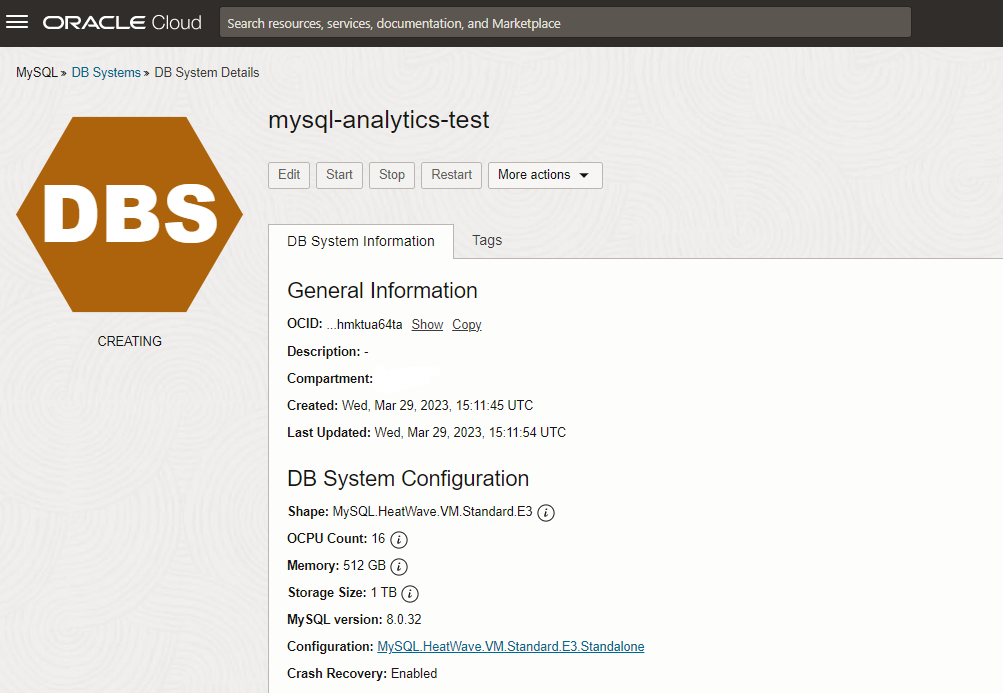 ORACLE Cloud
Search resources, services, documentation, and Marketplace
MySQL » DB Systems » DB System Details
DBS
CREATING
mysql-analytics-test
Edit Start Stop Restart More actions
DB System Information Tags
General Information
OCID: ...hmktua64ta Show Copy
Description: -
Compartment:
Created: Wed, Mar 29, 2023, 15:11:45 UTC
Last Updated: Wed, Mar 29, 2023, 15:11:54 UTC
DB System Configuration
Shape: MySQL.HeatWave.VM.Standard.E3 i
OCPU Count: 16 i
Memory: 512 GB i
Storage Size: 1 TB i
MySQL version: 8.0.32
Configuration: MySQL.HeatWave.VM.Standard.E3.Standalone
Crash Recovery: Enabled